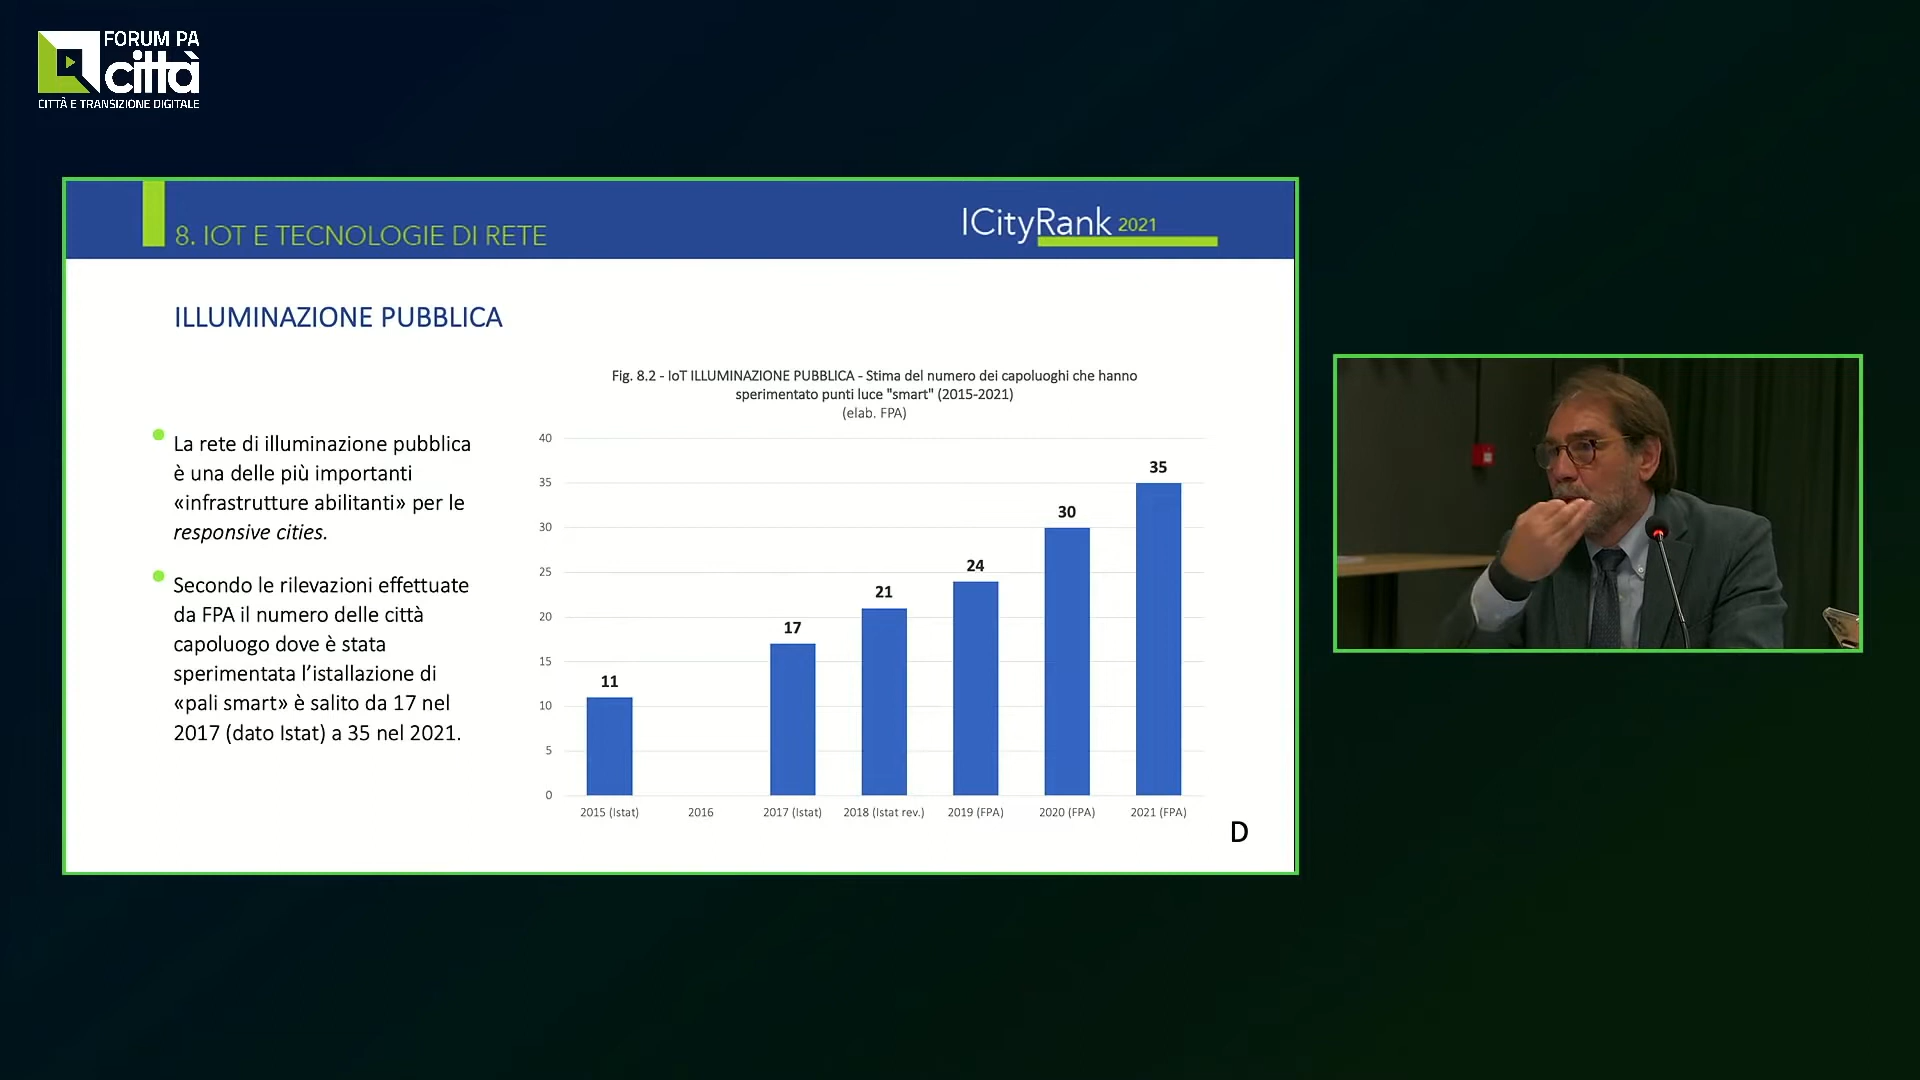 FORUM PA
città
CITTÀ E TRANSIZIONE DIGITALE
8. IOT E TECNOLOGIE DI RETE
ICityRank 2021
ILLUMINAZIONE PUBBLICA
La rete di illuminazione pubblica
è una delle più importanti
«infrastrutture abilitanti» per le
responsive cities.
Secondo le rilevazioni effettuate
da FPA il numero delle città
capoluogo dove è stata
sperimentata l’istallazione di
«pali smart» è salito da 17 nel
2017 (dato Istat) a 35 nel 2021.
Fig. 8.2 - IoT ILLUMINAZIONE PUBBLICA - Stima del numero dei capoluoghi che hanno
sperimentato punti luce "smart" (2015-2021)
(elab. FPA)
40
35
30
25
20
15
10
5
0
11
17
21
24
30
35
2015 (Istat)
2016
2017 (Istat)
2018 (Istat rev.)
2019 (FPA)
2020 (FPA)
2021 (FPA)
D